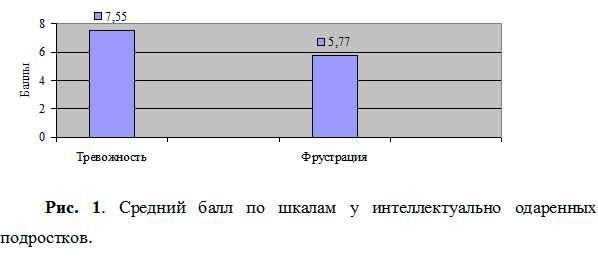 8
7,55
6
5,77
4
2
0
Баллы
Тревожность
Фрустрация
Рис. 1. Средний балл по шкалам у интеллектуально одаренных
подростков.